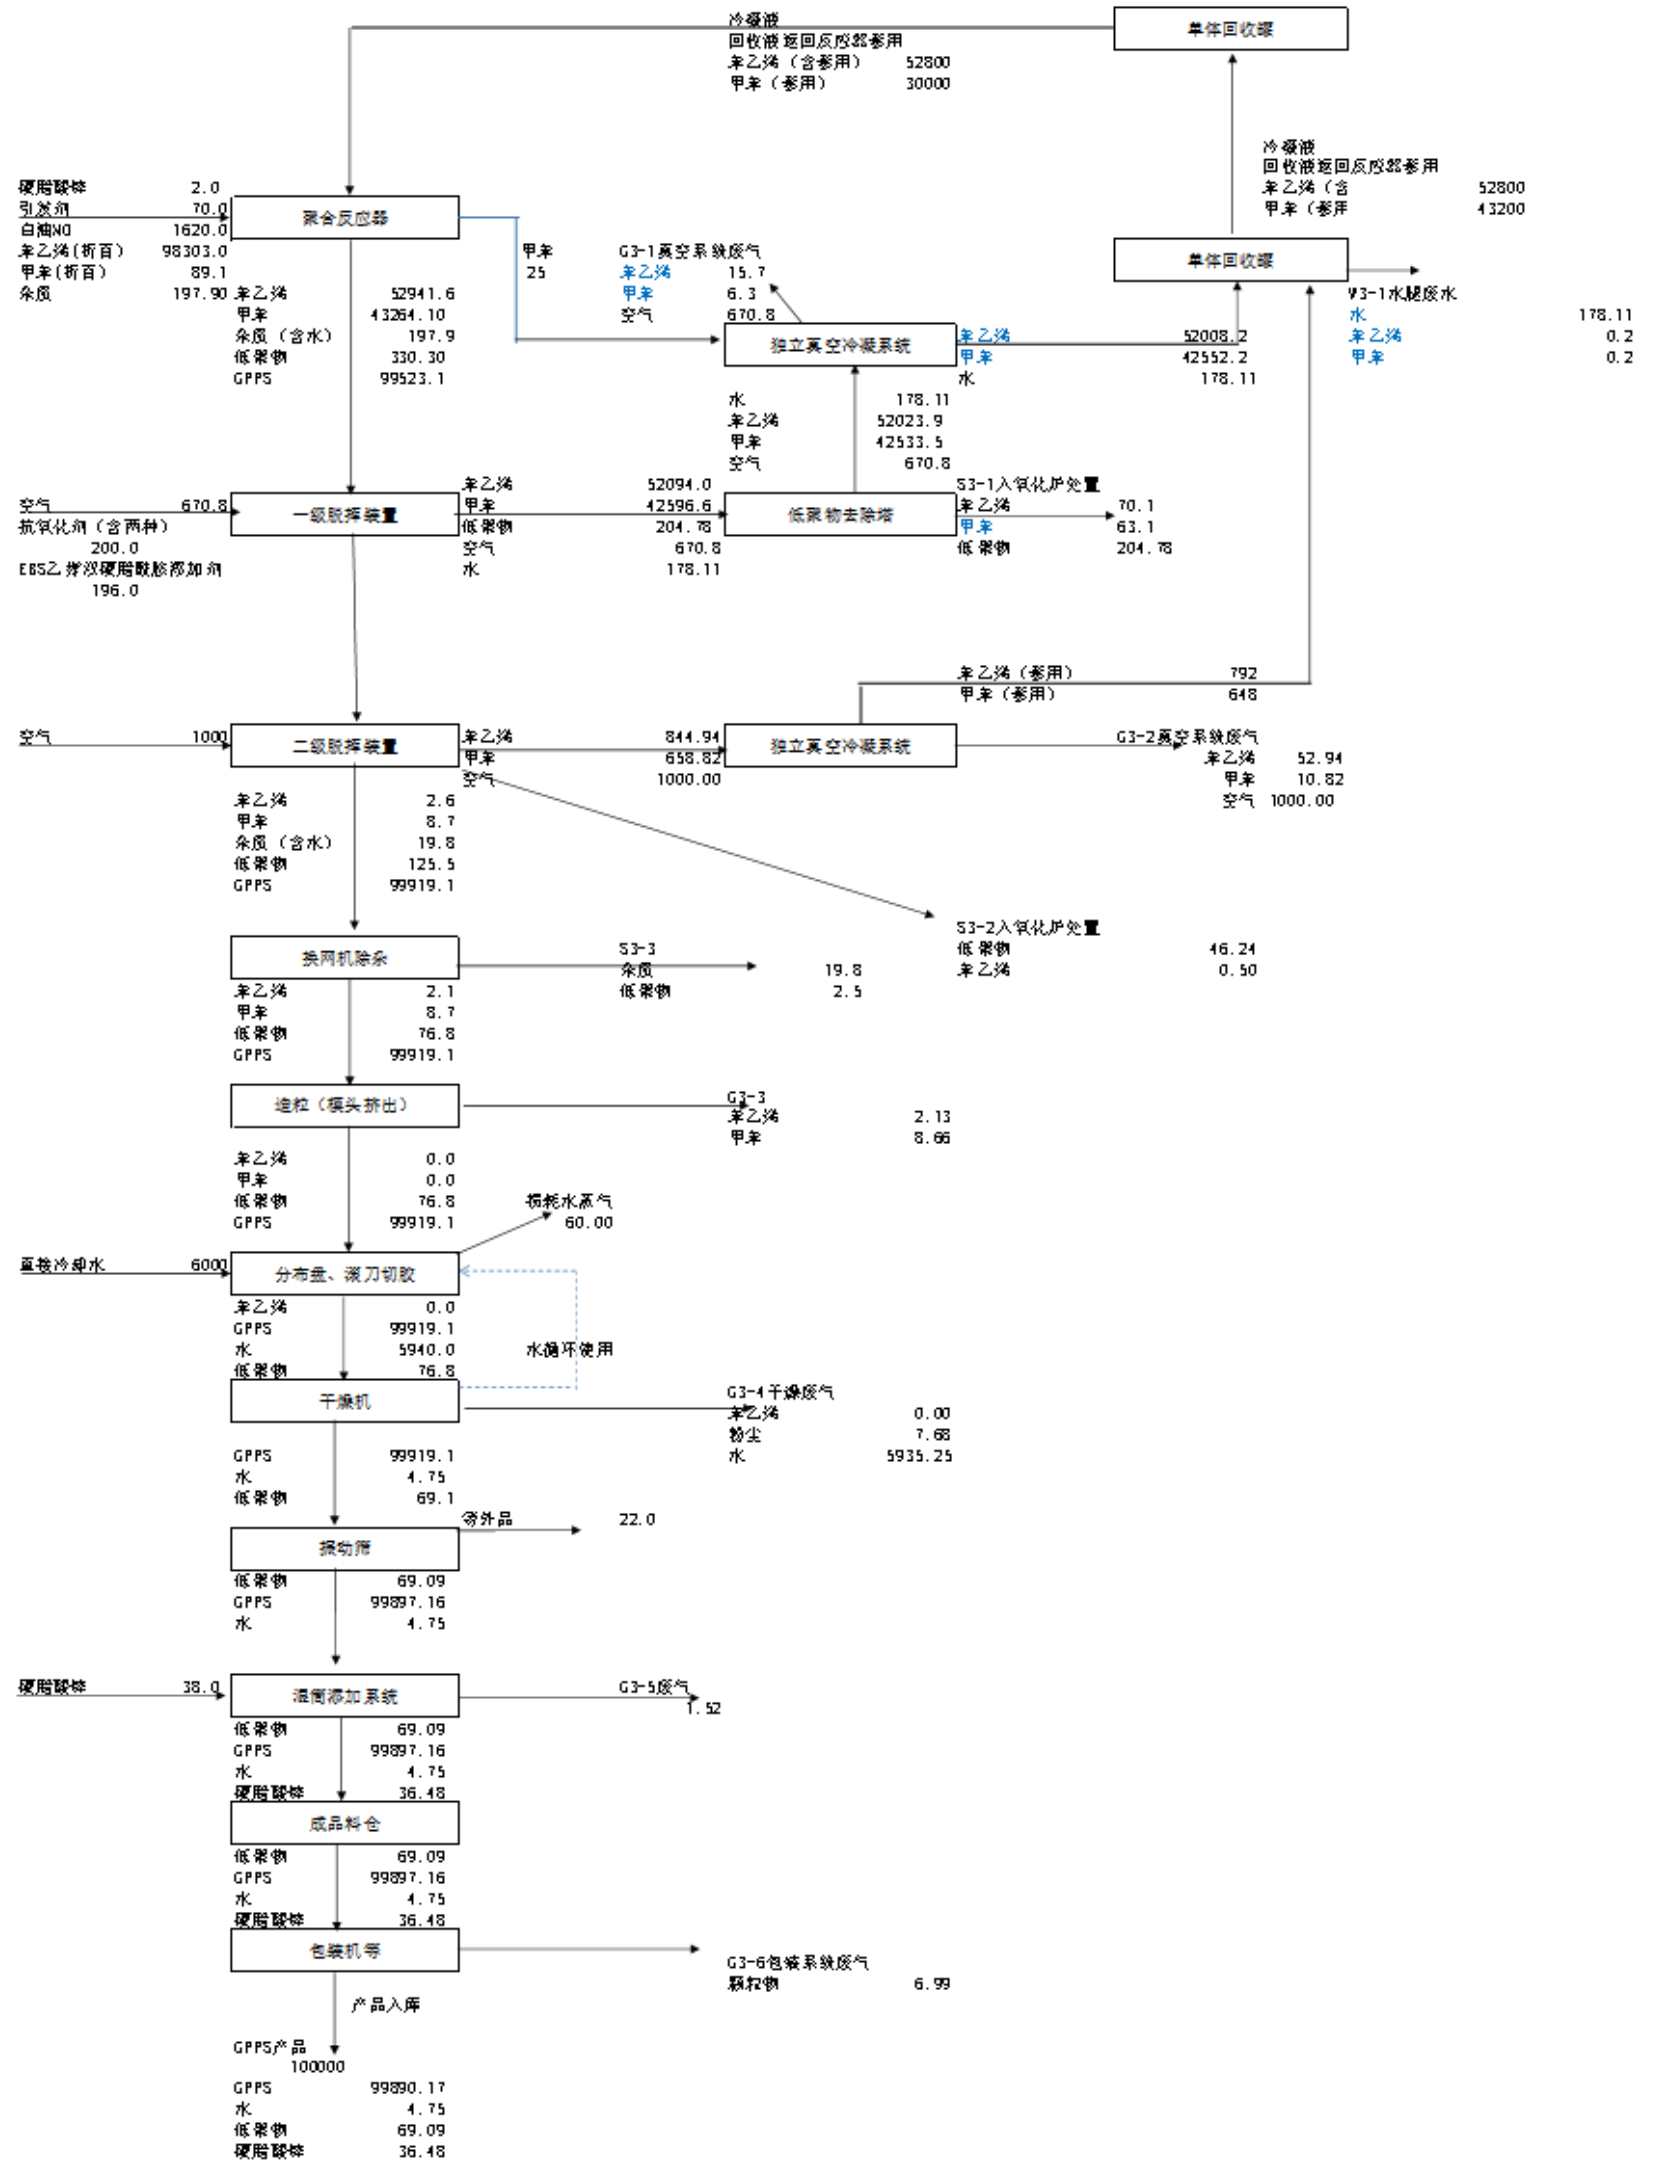 冷凝液
回收液返回反应器套用
苯乙烯（含套用） 52800
甲苯（套用） 30000
单体回收罐
冷凝液
回收液返回反应器套用
苯乙烯（含 52800
甲苯（套用 43200
硬脂酸锌 2.0
引发剂 70.0
白油NO 1620.0
苯乙烯(折百) 98303.0
甲苯(折百) 89.1
杂质 197.90
聚合反应器
甲苯
25
G3-1真空系统废气
苯乙烯 15.7
甲苯 6.3
空气 670.8
单体回收罐
W3-1水腿废水
水 178.11
苯乙烯 0.2
甲苯 0.2
苯乙烯 52941.6
甲苯 43264.10
杂质（含水） 197.9
低聚物 330.30
GPPS 99523.1
独立真空冷凝系统
苯乙烯 52008.2
甲苯 42552.2
水 178.11
水 178.11
苯乙烯 52023.9
甲苯 42533.5
空气 670.8
空气 670.8
抗氧化剂（含两种）
200.0
EBS乙撑双硬脂酰胺添加剂
196.0
一级脱挥装置
苯乙烯 52094.0
甲苯 42596.6
低聚物 204.78
空气 670.8
水 178.11
低聚物去除塔
S3-1入氧化炉处置
苯乙烯 70.1
甲苯 63.1
低聚物 204.78
苯乙烯（套用） 792
甲苯（套用） 648
空气 1000
二级脱挥装置
苯乙烯 844.94
甲苯 658.82
空气 1000.00
独立真空冷凝系统
G3-2真空系统废气
苯乙烯 52.94
甲苯 10.82
空气 1000.00
苯乙烯 2.6
甲苯 8.7
杂质（含水） 19.8
低聚物 125.5
GPPS 99919.1
S3-2入氧化炉处置
低聚物 46.24
苯乙烯 0.50
换网机除杂
S3-3
杂质 19.8
低聚物 2.5
苯乙烯 2.1
甲苯 8.7
低聚物 76.8
GPPS 99919.1
造粒（模头挤出）
G3-3
苯乙烯 2.13
甲苯 8.66
苯乙烯 0.0
甲苯 0.0
低聚物 76.8
GPPS 99919.1
损耗水蒸气
60.00
直接冷却水 6000
分布盘、滚刀切胶
苯乙烯 0.0
GPPS 99919.1
水 5940.0
低聚物 76.8
水循环使用
干燥机
G3-4干燥废气
苯乙烯 0.00
粉尘 7.68
水 5935.25
GPPS 99919.1
水 4.75
低聚物 69.1
等外品 22.0
振动筛
低聚物 69.09
GPPS 99897.16
水 4.75
硬脂酸锌 38.0
混筒添加系统
G3-5废气
1.52
低聚物 69.09
GPPS 99897.16
水 4.75
硬脂酸锌 36.48
成品料仓
低聚物 69.09
GPPS 99897.16
水 4.75
硬脂酸锌 36.48
包装机等
G3-6包装系统废气
颗粒物 6.99
产品入库
GPPS产品
100000
GPPS 99890.17
水 4.75
低聚物 69.09
硬脂酸锌 36.48